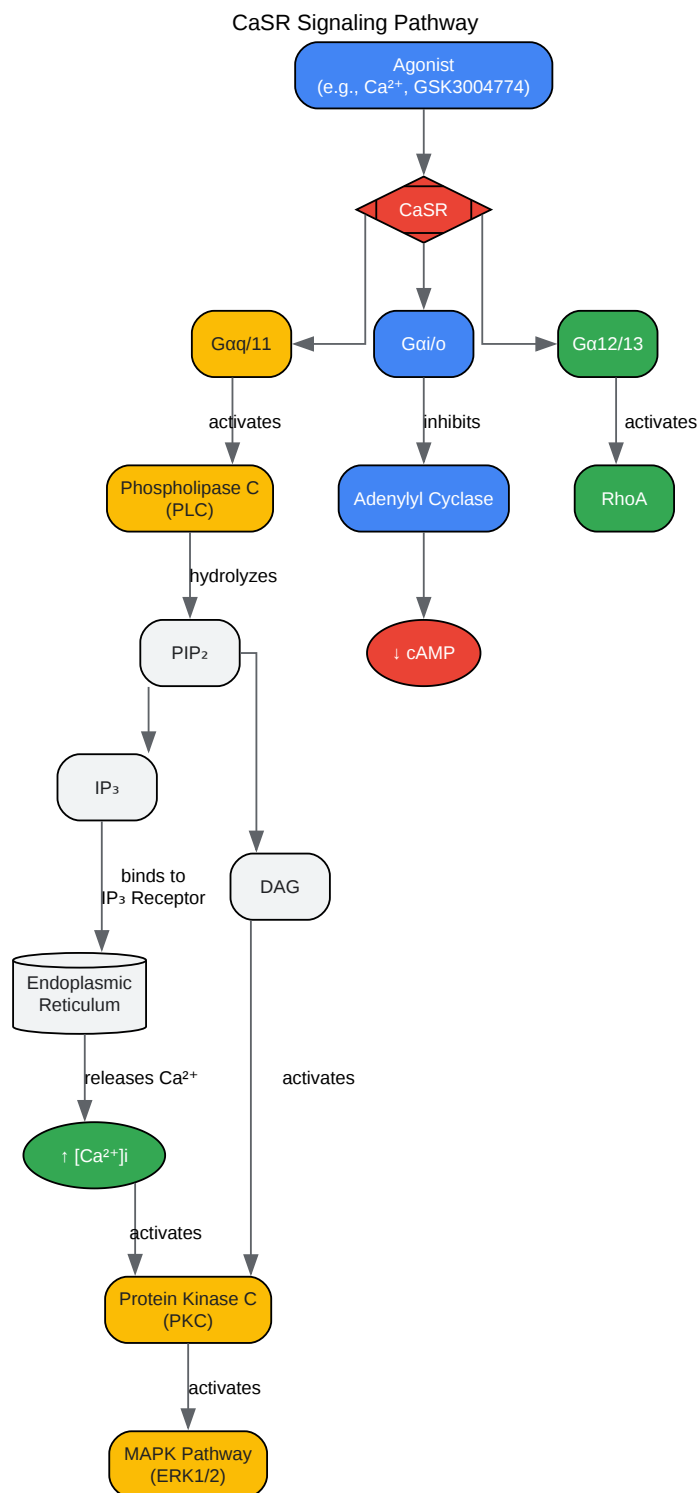 CaSR Signaling Pathway
Agonist
(e.g., Ca²⁺, GSK3004774)
CaSR
Gαq/11
Gαi/o
Gα12/13
activates
inhibits
activates
Phospholipase C
(PLC)
Adenylyl Cyclase
RhoA
hydrolyzes
PIP₂
↓ cAMP
IP₃
binds to
IP₃ Receptor
DAG
Endoplasmic
Reticulum
releases Ca²⁺
activates
↑ [Ca²⁺]i
activates
Protein Kinase C
(PKC)
activates
MAPK Pathway
(ERK1/2)